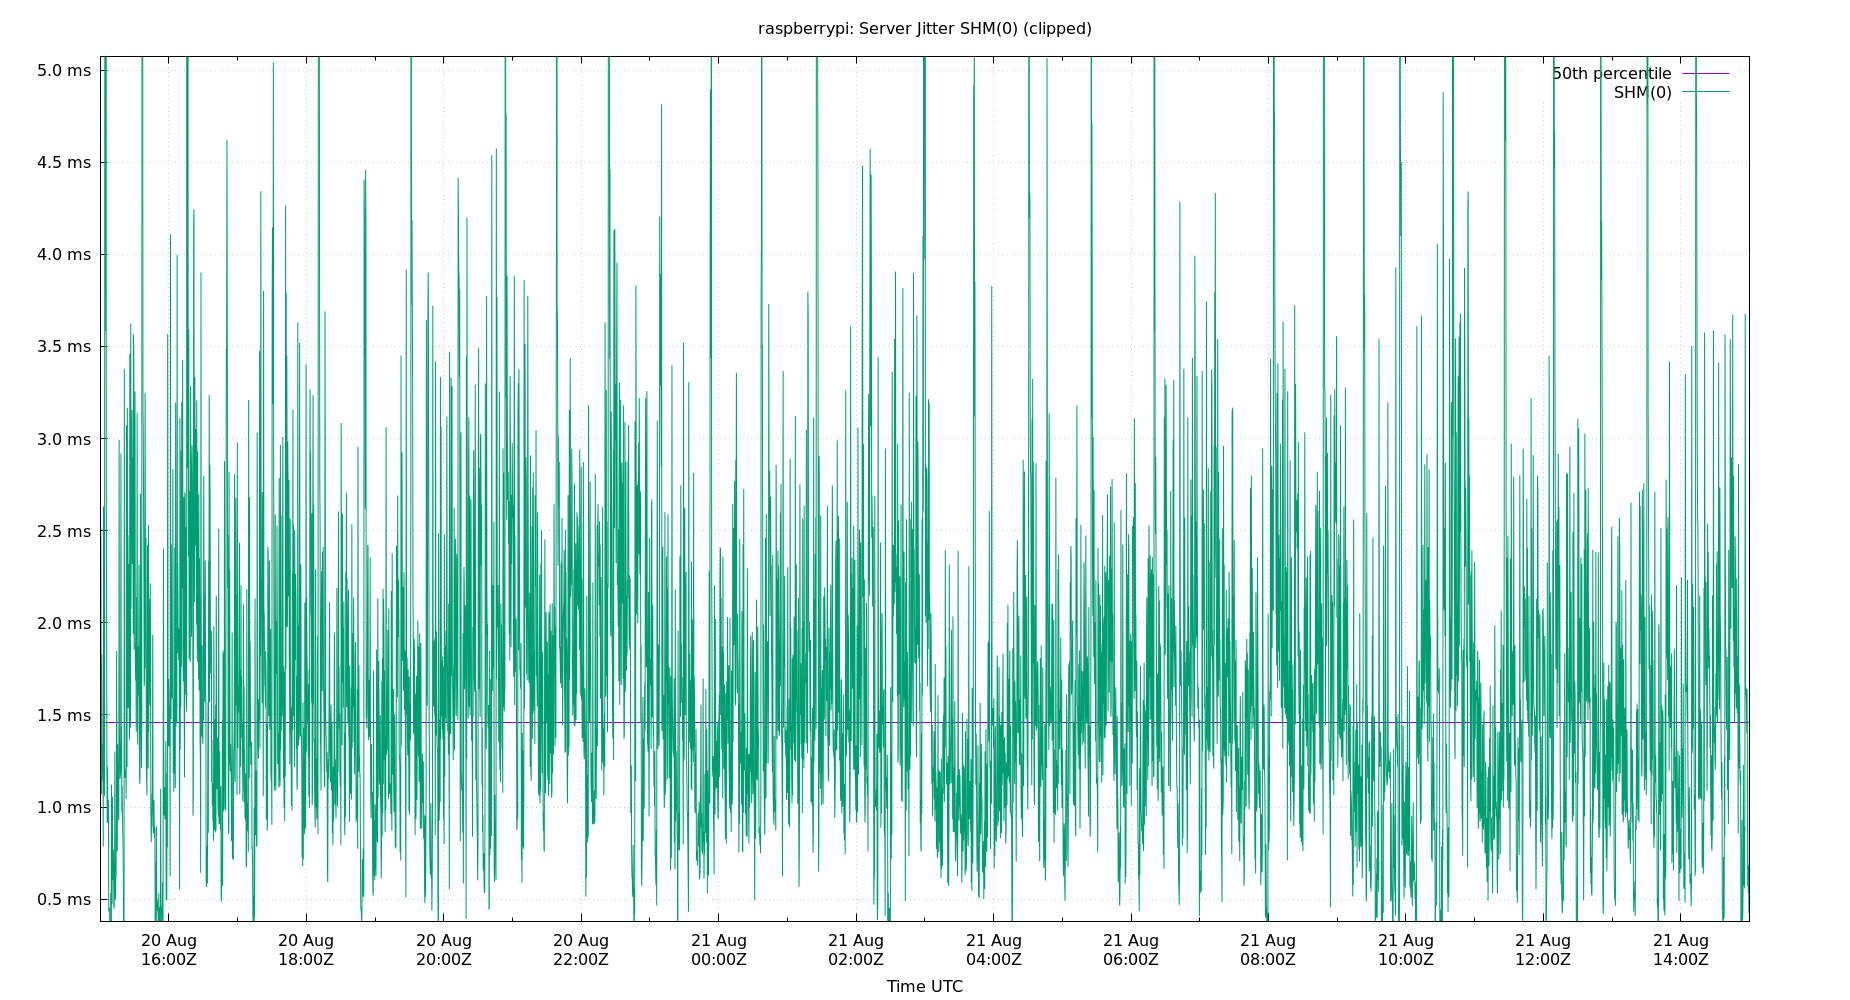 raspberrypi: Server Jitter SHM(0) (clipped)
50th percentile
SHM(0)
5.0 ms
4.5 ms
4.0 ms
3.5 ms
3.0 ms
2.5 ms
2.0 ms
1.5 ms
1.0 ms
0.5 ms
20 Aug 20 Aug 20 Aug 20 Aug 21 Aug 21 Aug 21 Aug 21 Aug 21 Aug 21 Aug 21 Aug 21 Aug
16:00Z 18:00Z 20:00Z 22:00Z 00:00Z 02:00Z 04:00Z 06:00Z 08:00Z 10:00Z 12:00Z 14:00Z
Time UTC